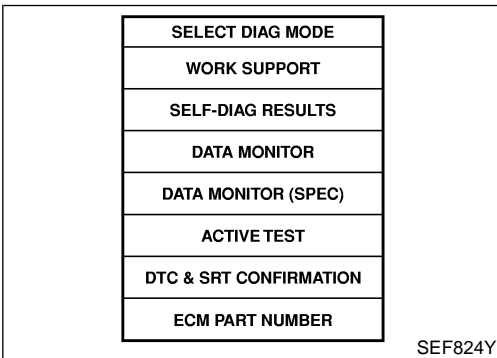 SELECT DIAG MODE
WORK SUPPORT
SELF-DIAG RESULTS
DATA MONITOR
DATA MONITOR (SPEC)
ACTIVE TEST
DTC & SRT CONFIRMATION
ECM PART NUMBER
SEF824Y